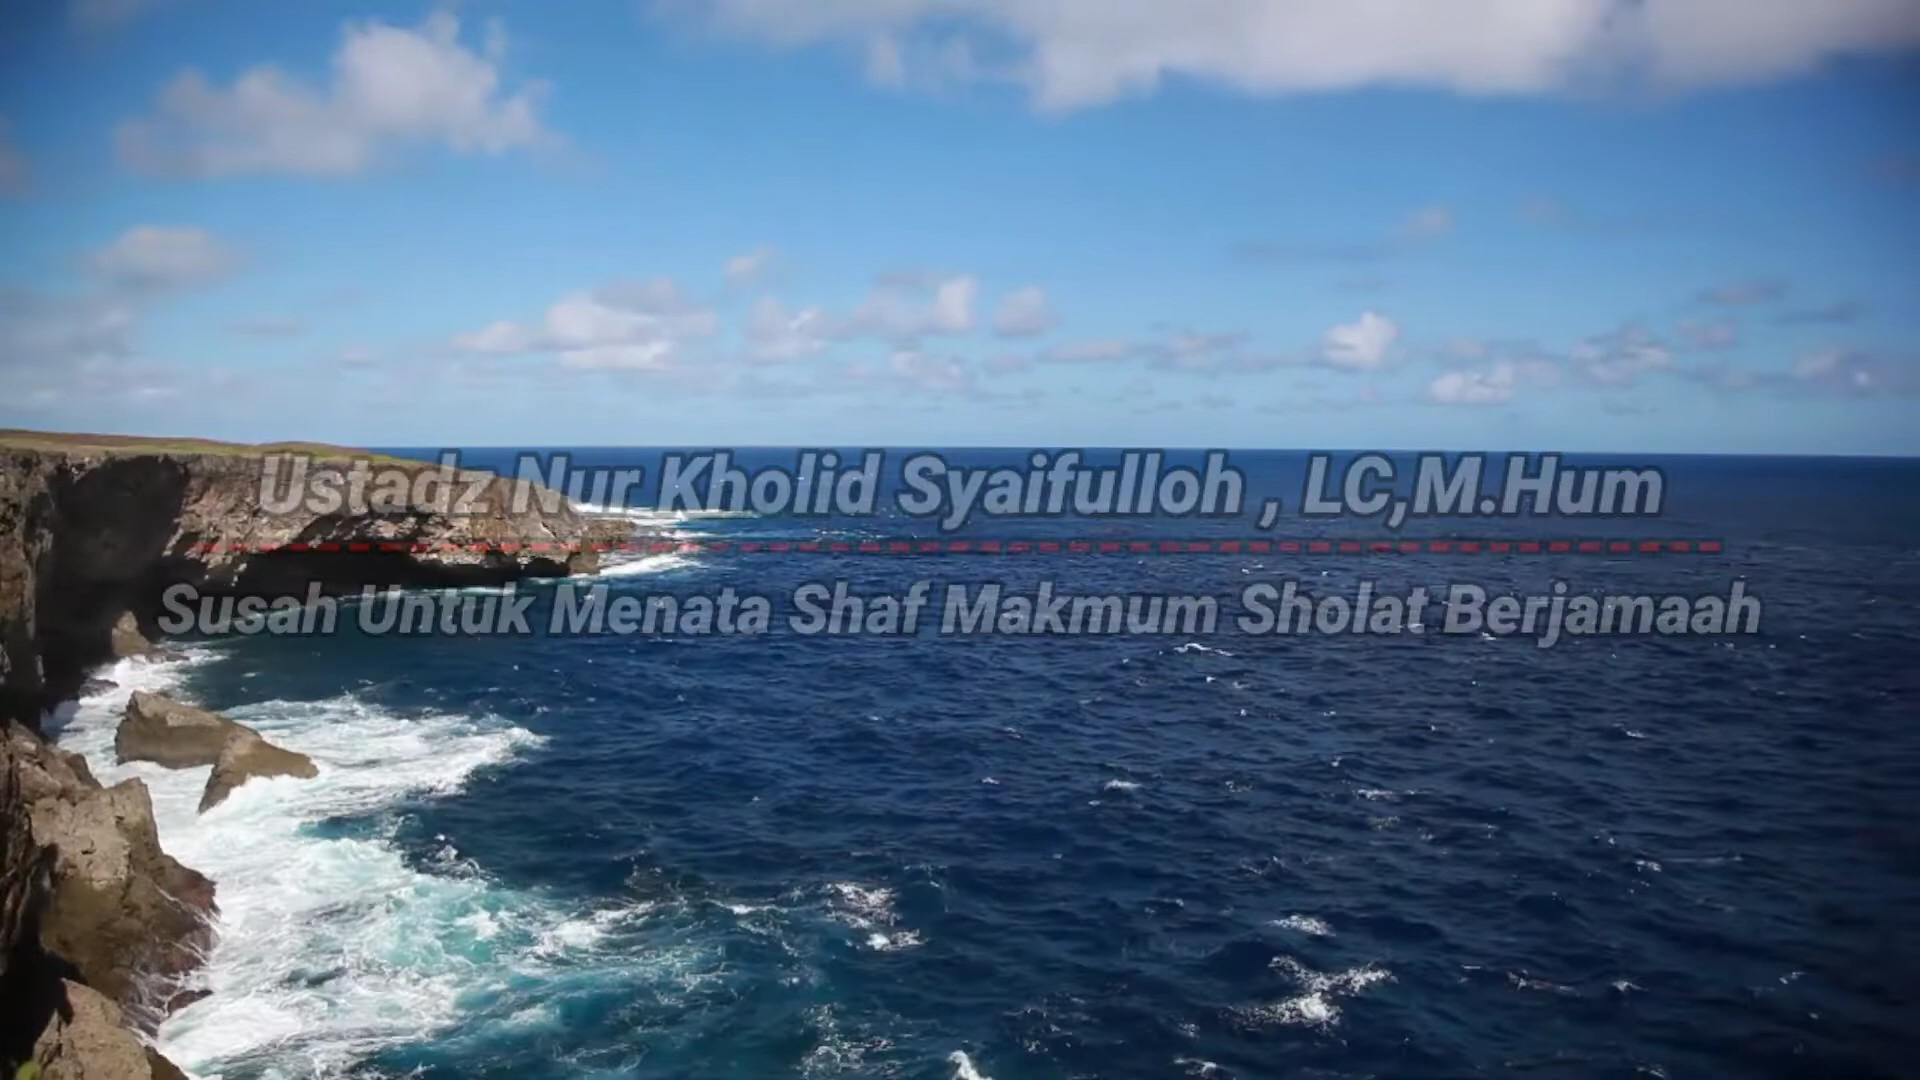 Ustadz Nur Kholid Syaifulloh , LC,M.Hum
Susah Untuk Menata Shaf Makmum Sholat Berjamaah